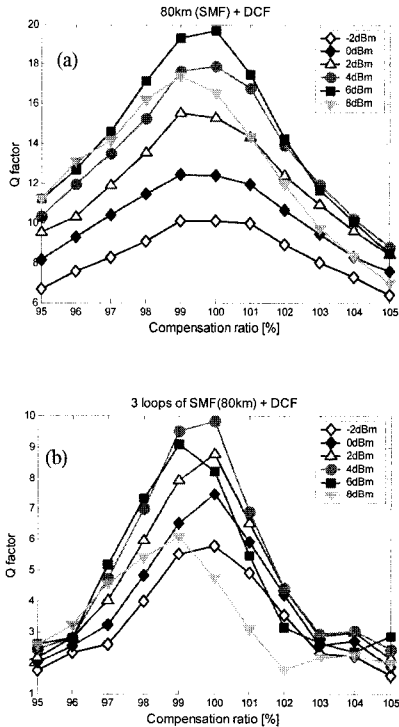 80km (SMF) + DCF
20
18
16
14
12
10
8
6
Q factor
(a)
-2dBm
0dBm
2dBm
4dBm
6dBm
8dBm
95 96 97 98 99 100 101 102 103 104 105
Compensation ratio [%]
3 loops of SMF(80km) + DCF
10
9
8
7
6
5
4
3
2
1
Q factor
(b)
-2dBm
0dBm
2dBm
4dBm
6dBm
8dBm
95 96 97 98 99 100 101 102 103 104 105
Compensation ratio [%]